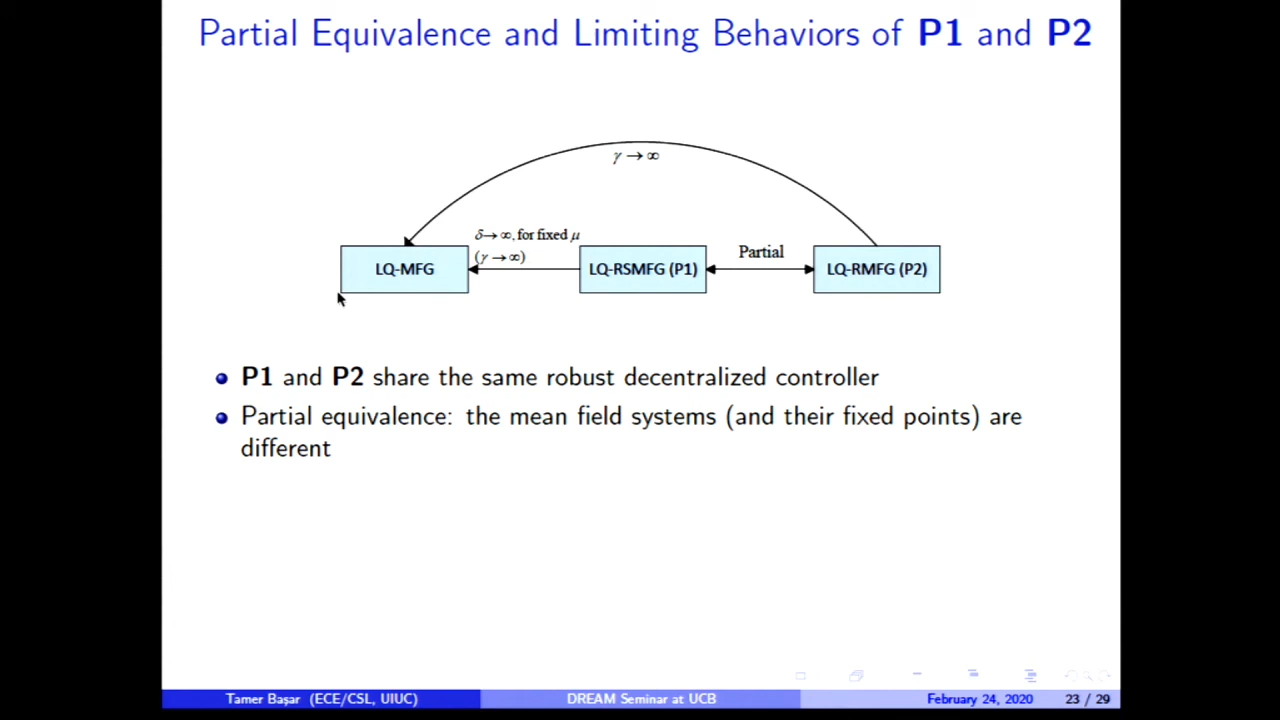 Partial Equivalence and Limiting Behaviors of P1 and P2
γ → ∞
δ → ∞, for fixed μ
(γ → ∞)
Partial
LQ-MFG
LQ-RSMFG (P1)
LQ-RMFG (P2)
P1 and P2 share the same robust decentralized controller
Partial equivalence: the mean field systems (and their fixed points) are
different
Tamer Başar (ECE/CSL, UIUC)
DREAM Seminar at UCB
February 24, 2020
23 / 29